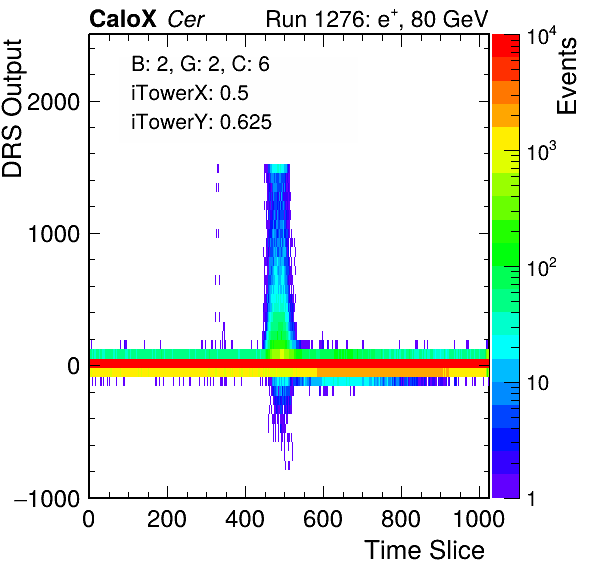 CaloX Cer
Run 1276: e⁺, 80 GeV
B: 2, G: 2, C: 6
iTowerX: 0.5
iTowerY: 0.625
DRS Output
2000
1000
0
−1000
0 200 400 600 800 1000
Time Slice
Events
10⁴
10³
10²
10
1